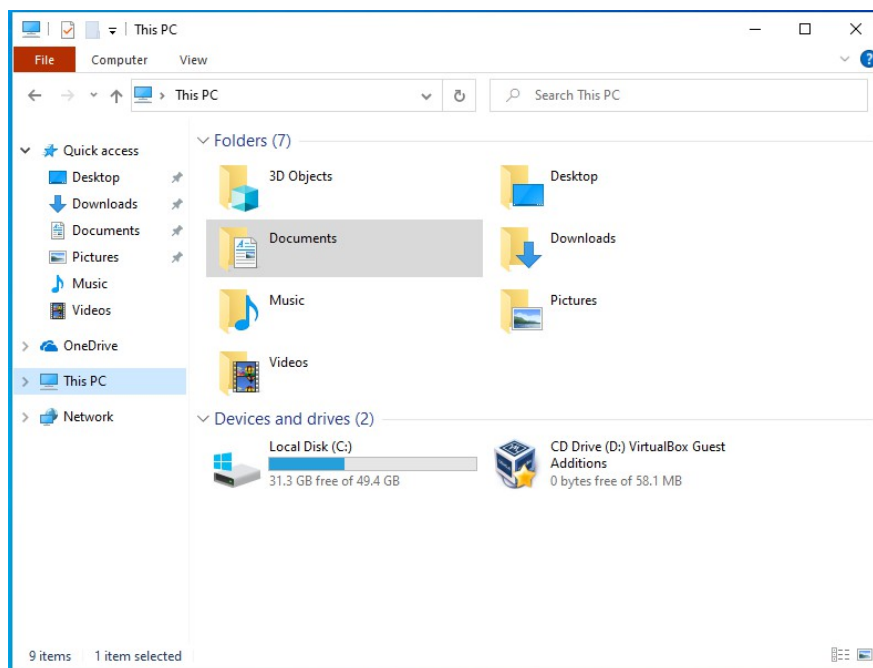 This PC
File Computer View
?
This PC
Search This PC
Quick access
Desktop
Downloads
Documents
Pictures
Music
Videos
OneDrive
This PC
Network
Folders (7)
3D Objects
Desktop
Documents
Downloads
Music
Pictures
Videos
Devices and drives (2)
Local Disk (C:)
31.3 GB free of 49.4 GB
CD Drive (D:) VirtualBox Guest
Additions
0 bytes free of 58.1 MB
9 items 1 item selected